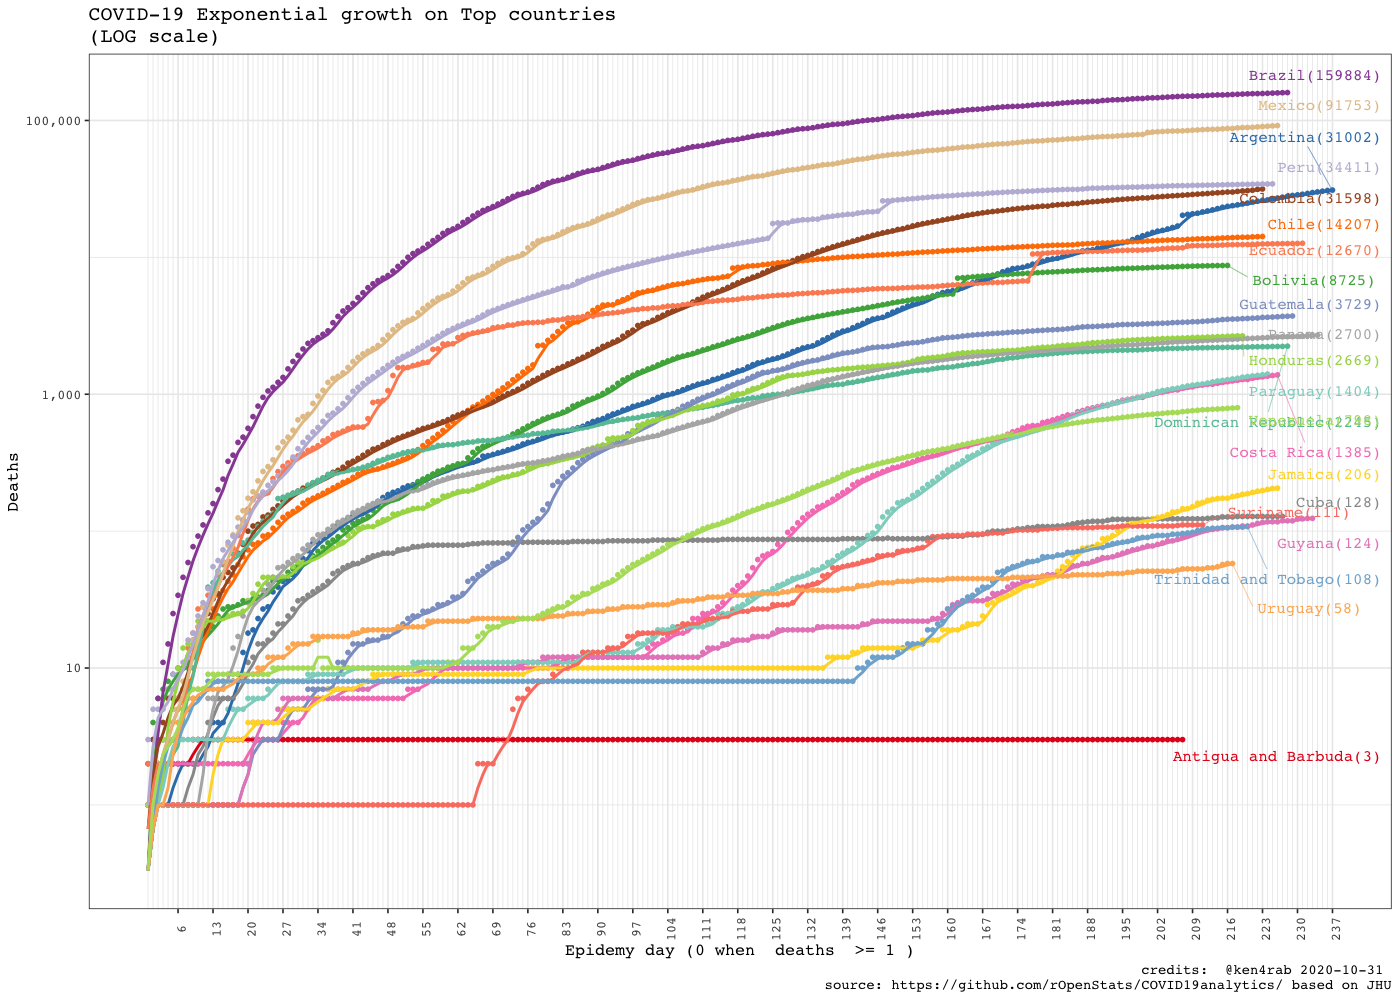 COVID-19 Exponential growth on Top countries
(LOG scale)
Deaths
100,000
1,000
10
Brazil(159884)
Mexico(91753)
Argentina(31002)
Peru(34411)
Colombia(31598)
Chile(14207)
Ecuador(12670)
Bolivia(8725)
Guatemala(3729)
Panama(2700)
Honduras(2669)
Paraguay(1404)
Dominican Republic(2245)
Costa Rica(1385)
Jamaica(206)
Cuba(128)
Suriname(111)
Guyana(124)
Trinidad and Tobago(108)
Uruguay(58)
Antigua and Barbuda(3)
6 13 20 27 34 41 48 55 62 69 76 83 90 97 104 111 118 125 132 139 146 153 160 167 174 181 188 195 202 209 216 223 230 237
Epidemy day (0 when  deaths  >= 1 )
credits:  @ken4rab 2020-10-31
source: https://github.com/rOpenStats/COVID19analytics/ based on JHU